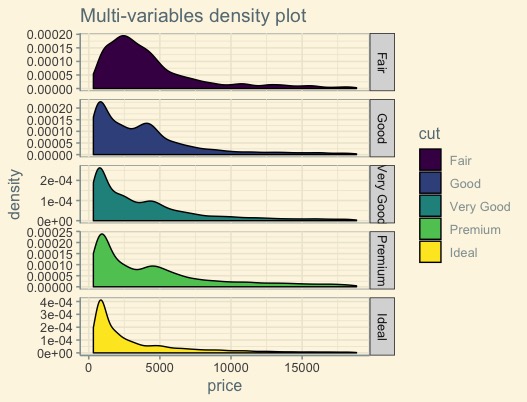 Multi-variables density plot
0.00020
0.00015
0.00010
0.00005
0.00000
Fair
0.00020
0.00015
0.00010
0.00005
0.00000
Good
2e-04
1e-04
0e+00
Very Good
0.00025
0.00020
0.00015
0.00010
0.00005
0.00000
Premium
4e-04
3e-04
2e-04
1e-04
0e+00
Ideal
0 5000 10000 15000
price
density
cut
Fair
Good
Very Good
Premium
Ideal